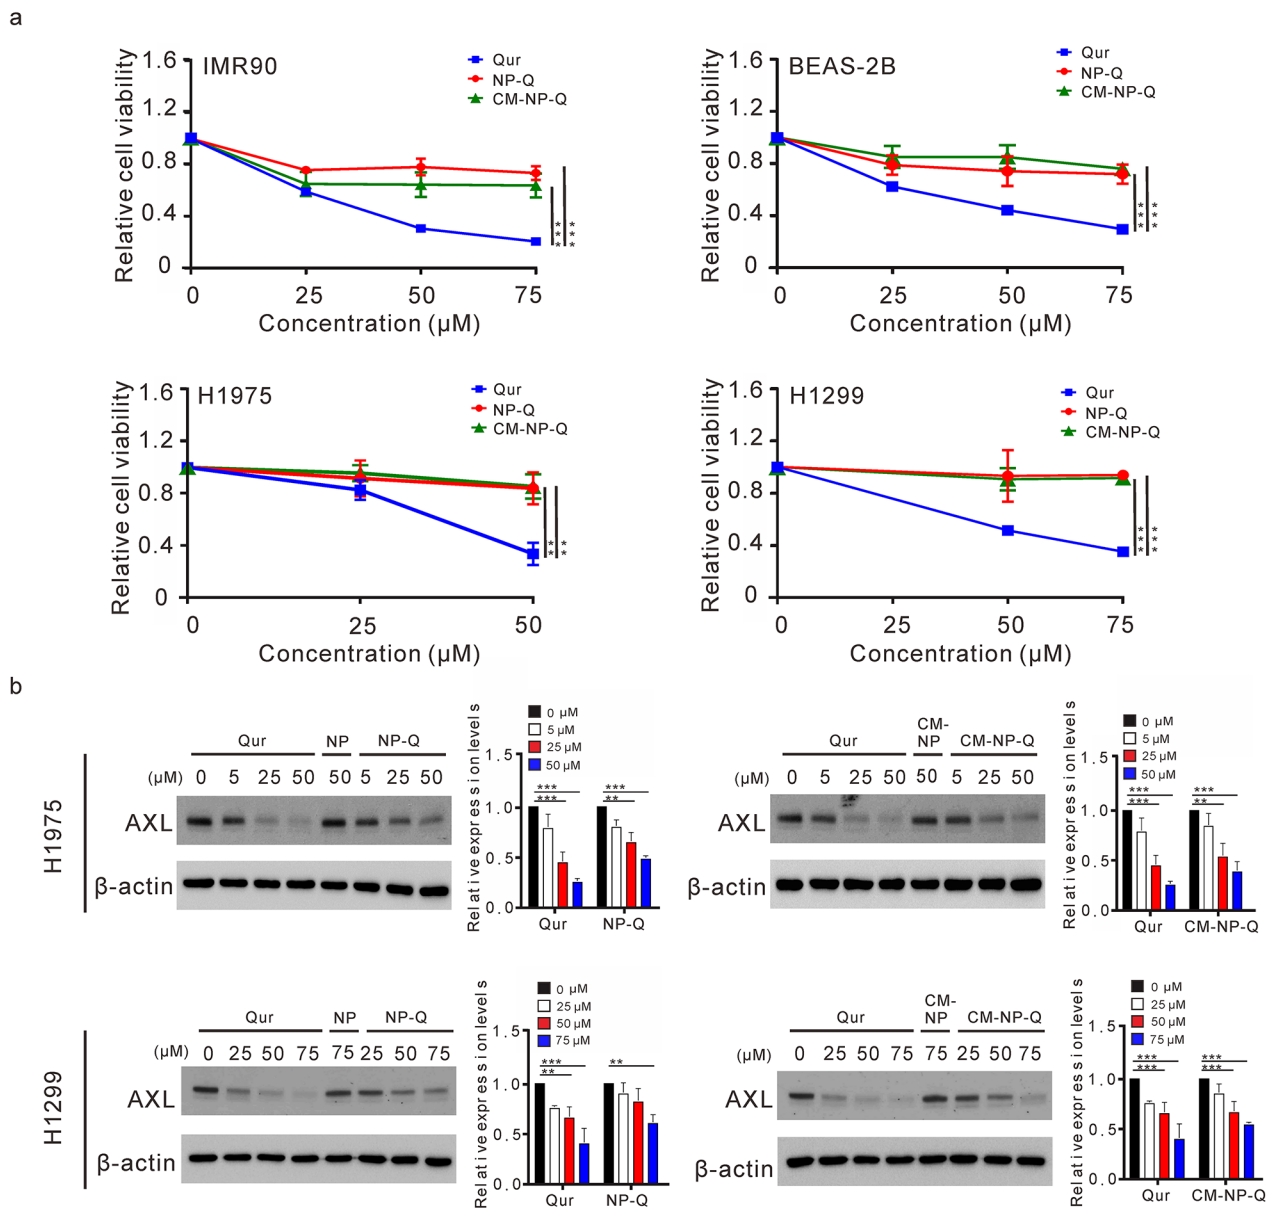 a
IMR90
Qur
NP-Q
CM-NP-Q
Relative cell viability
1.6
1.2
0.8
0.4
0
0 25 50 75
Concentration (µM)
BEAS-2B
Qur
NP-Q
CM-NP-Q
Relative cell viability
1.6
1.2
0.8
0.4
0
0 25 50 75
Concentration (µM)
***
***
***
***
H1975
Qur
NP-Q
CM-NP-Q
Relative cell viability
1.6
1.2
0.8
0.4
0
0 25 50
Concentration (µM)
**
**
H1299
Qur
NP-Q
CM-NP-Q
Relative cell viability
1.6
1.2
0.8
0.4
0
0 25 50 75
Concentration (µM)
***
***
b
H1975
Qur NP NP-Q
(µM) 0 5 25 50 50 5 25 50
AXL
β-actin
Relative expression levels
0 µM
5 µM
25 µM
50 µM
1.5
1.0
0.5
0.0
***
***
***
**
Qur NP-Q
Qur CM-NP CM-NP-Q
(µM) 0 5 25 50 50 5 25 50
AXL
β-actin
Relative expression levels
0 µM
5 µM
25 µM
50 µM
1.5
1.0
0.5
0.0
***
***
***
**
Qur CM-NP-Q
H1299
Qur NP NP-Q
(µM) 0 25 50 75 75 25 50 75
AXL
β-actin
Relative expression levels
0 µM
25 µM
50 µM
75 µM
1.5
1.0
0.5
0.0
***
**
**
Qur NP-Q
Qur CM-NP CM-NP-Q
(µM) 0 25 50 75 75 25 50 75
AXL
β-actin
Relative expression levels
0 µM
25 µM
50 µM
75 µM
1.5
1.0
0.5
0.0
***
***
***
***
Qur CM-NP-Q